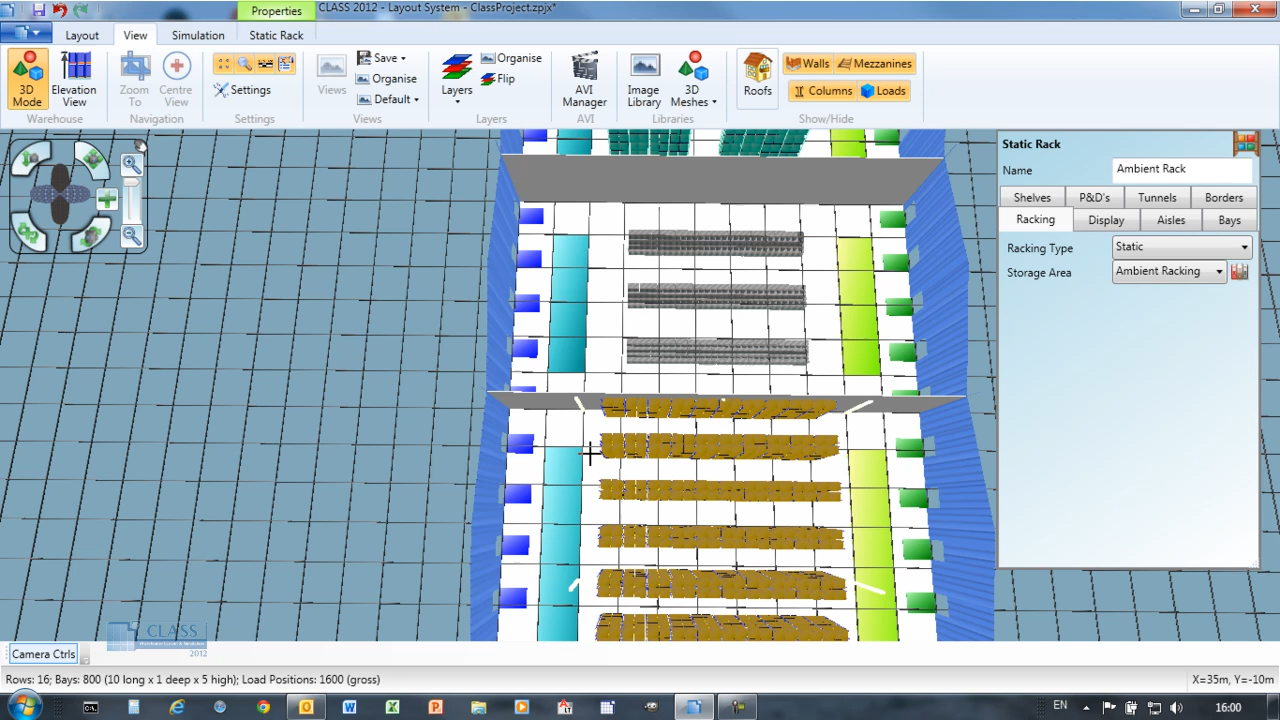 Properties
CLASS 2012 - Layout System - ClassProject.zpjx*
Layout
View
Simulation
Static Rack
3D Mode
Elevation View
Warehouse
Zoom To
Centre View
Navigation
Settings
Settings
Views
Save
Organise
Default
Views
Layers
Organise
Flip
Layers
AVI Manager
AVI
Image Library
3D Meshes
Libraries
Roofs
Walls
Mezzanines
Columns
Loads
Show/Hide
Static Rack
Name
Ambient Rack
Shelves
P&D's
Tunnels
Borders
Racking
Display
Aisles
Bays
Racking Type
Static
Storage Area
Ambient Racking
CLASS
2012
Camera Ctrls
Rows: 16; Bays: 800 (10 long x 1 deep x 5 high); Load Positions: 1600 (gross)
X=35m, Y=-10m
EN
16:00